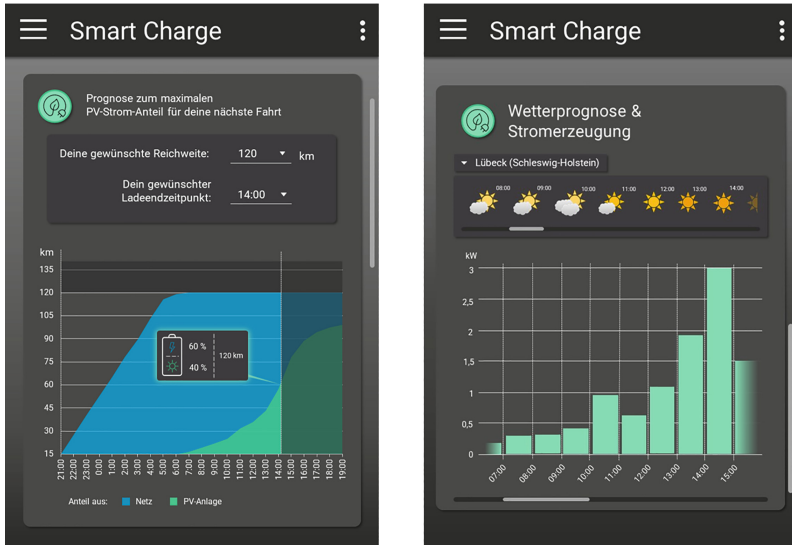 Smart Charge
Prognose zum maximalen
PV-Strom-Anteil für deine nächste Fahrt
Deine gewünschte Reichweite: 120 km
Dein gewünschter
Ladeendzeitpunkt: 14:00
km
135
120
105
90
75
60
45
30
15
60 %
40 %
120 km
21:00 22:00 23:00 0:00 1:00 2:00 3:00 4:00 5:00 6:00 7:00 8:00 9:00 10:00 11:00 12:00 13:00 14:00 15:00 16:00 17:00 18:00 19:00
Anteil aus: Netz PV-Anlage
Smart Charge
Wetterprognose &
Stromerzeugung
Lübeck (Schleswig-Holstein)
08:00 09:00 10:00 11:00 12:00 13:00 14:00
kW
3
2,5
2
1,5
1
0,5
0
07:00 08:00 09:00 10:00 11:00 12:00 13:00 14:00 15:00